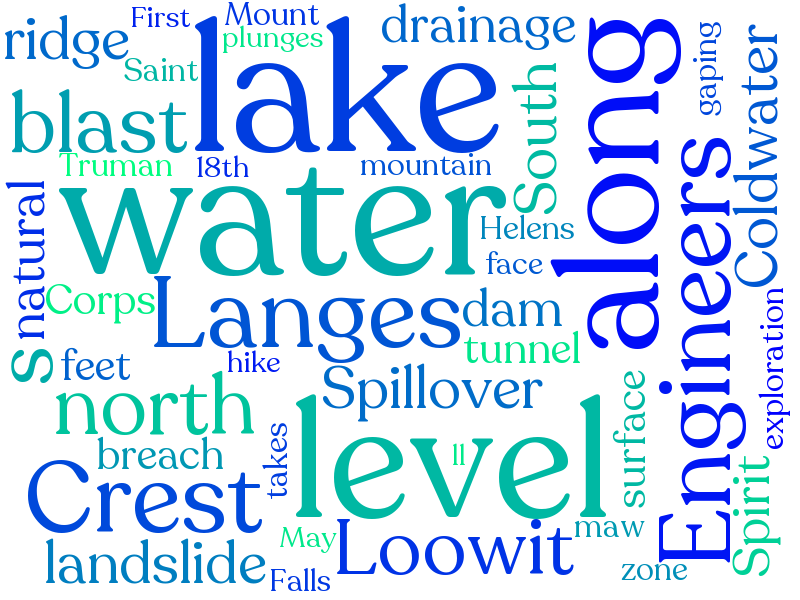 First
Mount
ridge
plunges
drainage
Saint
lake
along
gaping
Coldwater
blast
South
Truman
18th
mountain
water
Engineers
natural
Helens
face
Corps
Langes
dam
tunnel
exploration
S
feet
hike
Spillover
north
surface
level
ll
breach
takes
Crest
Spirit
May
Loowit
maw
landslide
Falls
zone